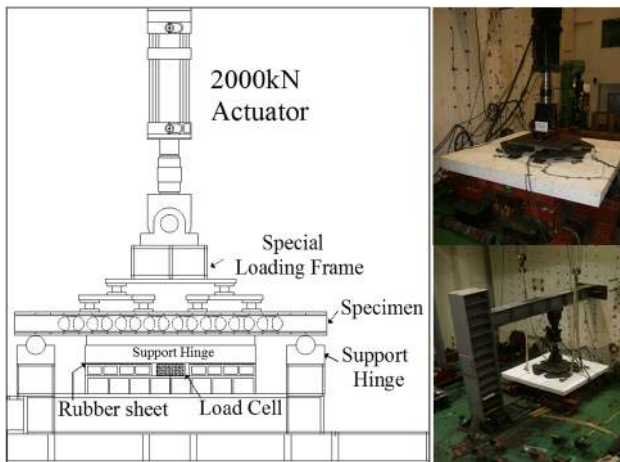 2000kN
Actuator
Special
Loading Frame
Specimen
Support Hinge
Support
Hinge
Rubber sheet
Load Cell